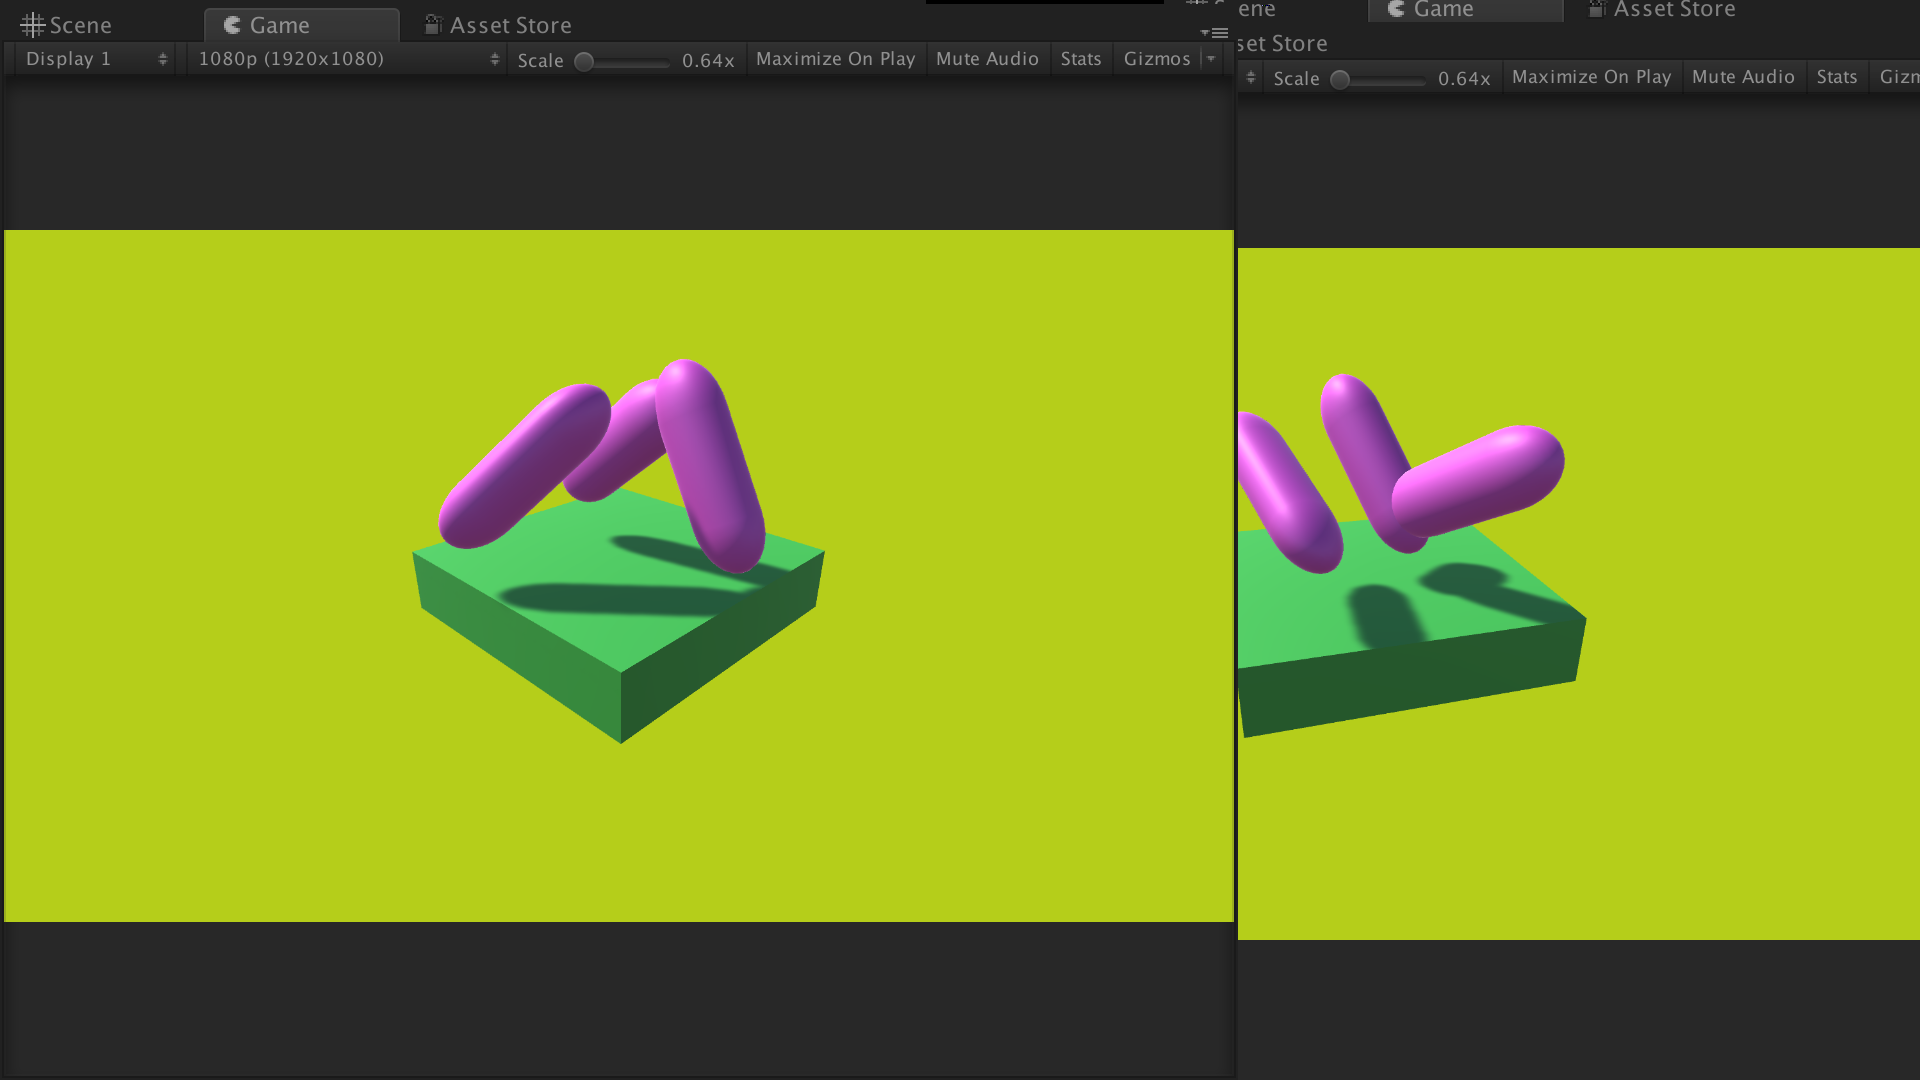 Scene Game Asset Store
Display 1 1080p (1920x1080) Scale 0.64x Maximize On Play Mute Audio Stats Gizmos
ene Game Asset Store
set Store
Scale 0.64x Maximize On Play Mute Audio Stats Gizm